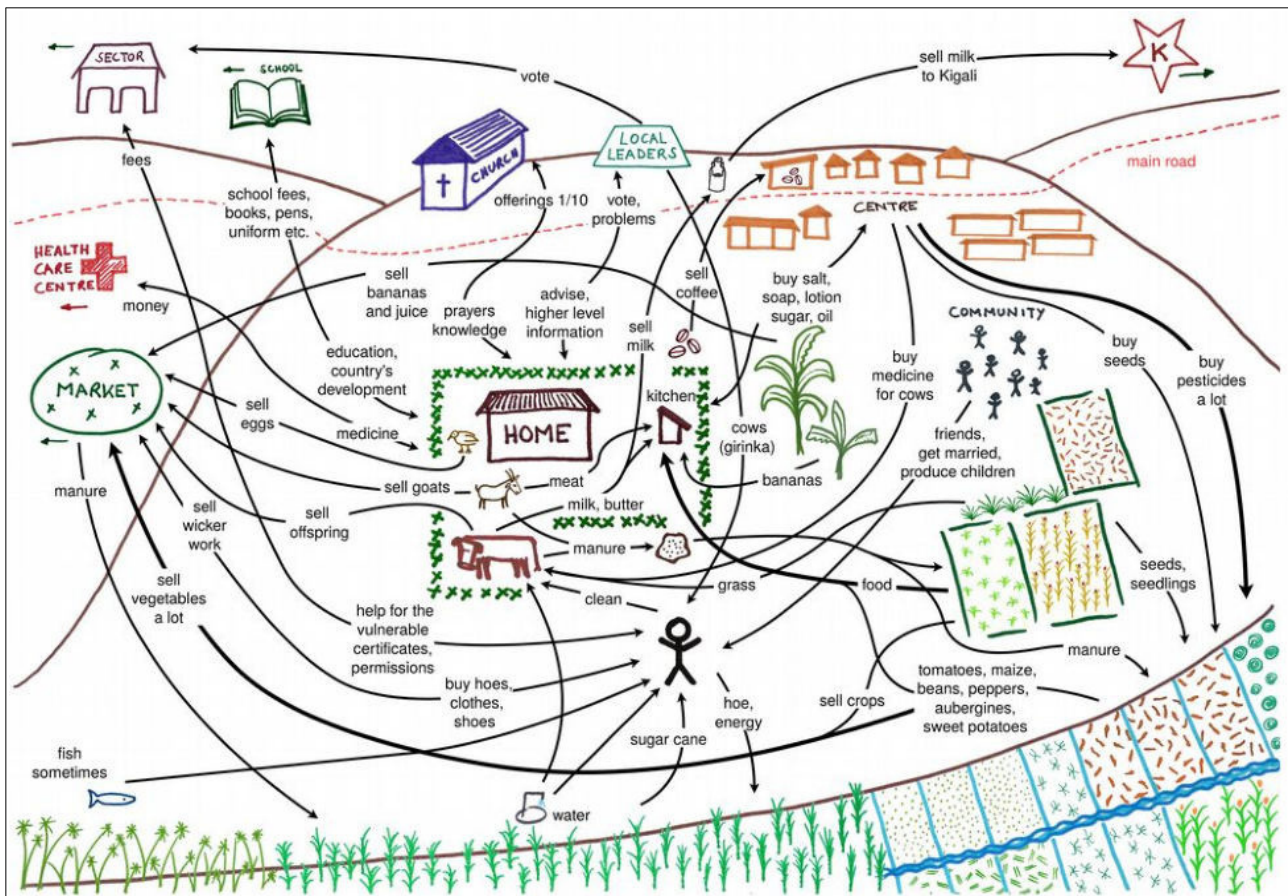 SECTOR
SCHOOL
vote
sell milk
to Kigali
K
fees
CHURCH
LOCAL
LEADERS
main road
school fees,
books, pens,
uniform etc.
offerings 1/10
vote,
problems
CENTRE
HEALTH
CARE
CENTRE
money
sell
bananas
and juice
prayers
knowledge
advise,
higher level
information
sell
coffee
buy salt,
soap, lotion
sugar, oil
COMMUNITY
sell
milk
buy
seeds
MARKET
education,
country's
development
buy
medicine
for cows
buy
pesticides
a lot
sell
eggs
medicine
HOME
kitchen
cows
(girinka)
friends,
get married,
produce children
manure
sell goats
meat
bananas
sell
wicker
work
sell
offspring
milk, butter
manure
sell
vegetables
a lot
clean
grass
food
seeds,
seedlings
help for the
vulnerable
certificates,
permissions
manure
buy hoes,
clothes,
shoes
hoe,
energy
sell crops
tomatoes, maize,
beans, peppers,
aubergines,
sweet potatoes
sugar cane
fish
sometimes
water